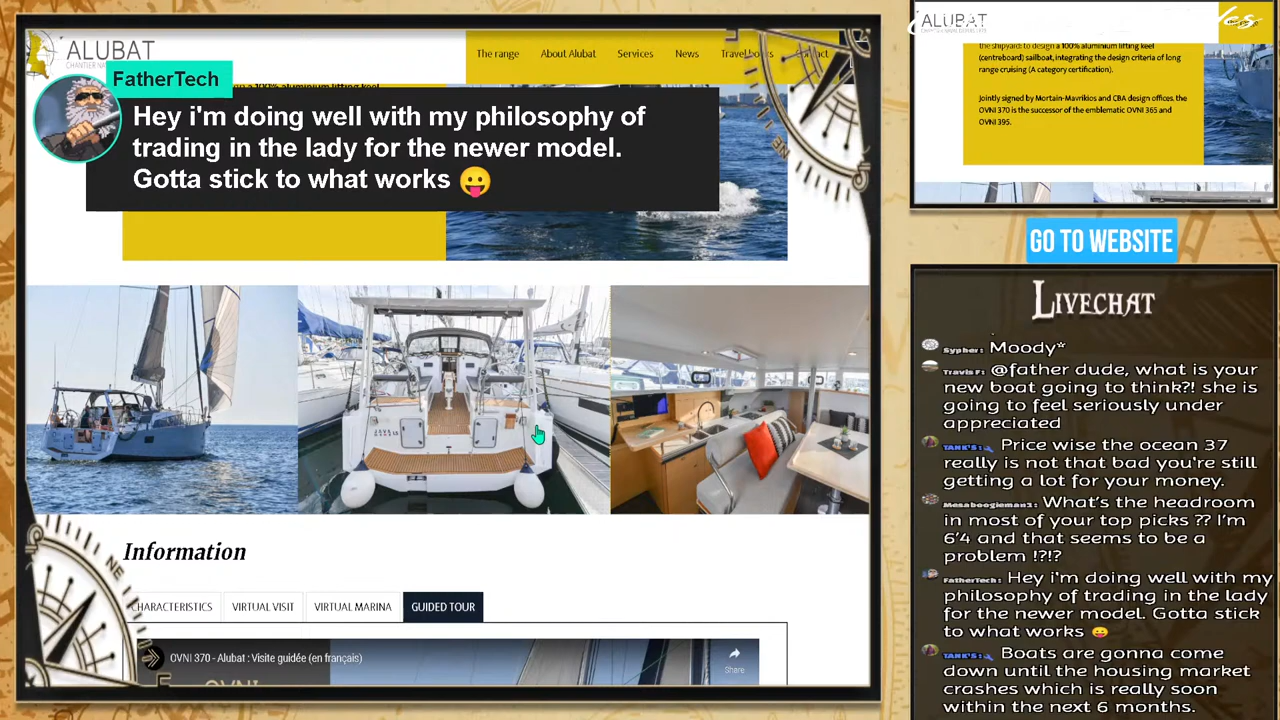 ALUBAT
The range
About Alubat
Services
News
FatherTech
Hey i'm doing well with my philosophy of
trading in the lady for the newer model.
Gotta stick to what works 😛
Information
CHARACTERISTICS
VIRTUAL VISIT
VIRTUAL MARINA
GUIDED TOUR
OVNI 370 - Alubat : Visite guidée (en français)
Share
NE
NE
ALUBAT
the shipyard: to design a 100% aluminium lifting keel
(centreboard) sailboat, integrating the design criteria of long
range cruising (A category certification).
Jointly signed by Mortain-Mavrikios and CBA design offices, the
OVNI 370 is the successor of the emblematic OVNI 365 and
OVNI 395.
GO TO WEBSITE
LIVECHAT
Sypher: Moody*
Travis F: @father dude, what is your
new boat going to think?! she is
going to feel seriously under
appreciated
TANK'S: Price wise the ocean 37
really is not that bad you're still
getting a lot for your money.
Mesaboogieman2: What's the headroom
in most of your top picks ?? I'm
6'4 and that seems to be a
problem !?!?
FatherTech: Hey i'm doing well with my
philosophy of trading in the lady
for the newer model. Gotta stick
to what works 😛
TANK'S: Boats are gonna come
down until the housing market
crashes which is really soon
within the next 6 months.